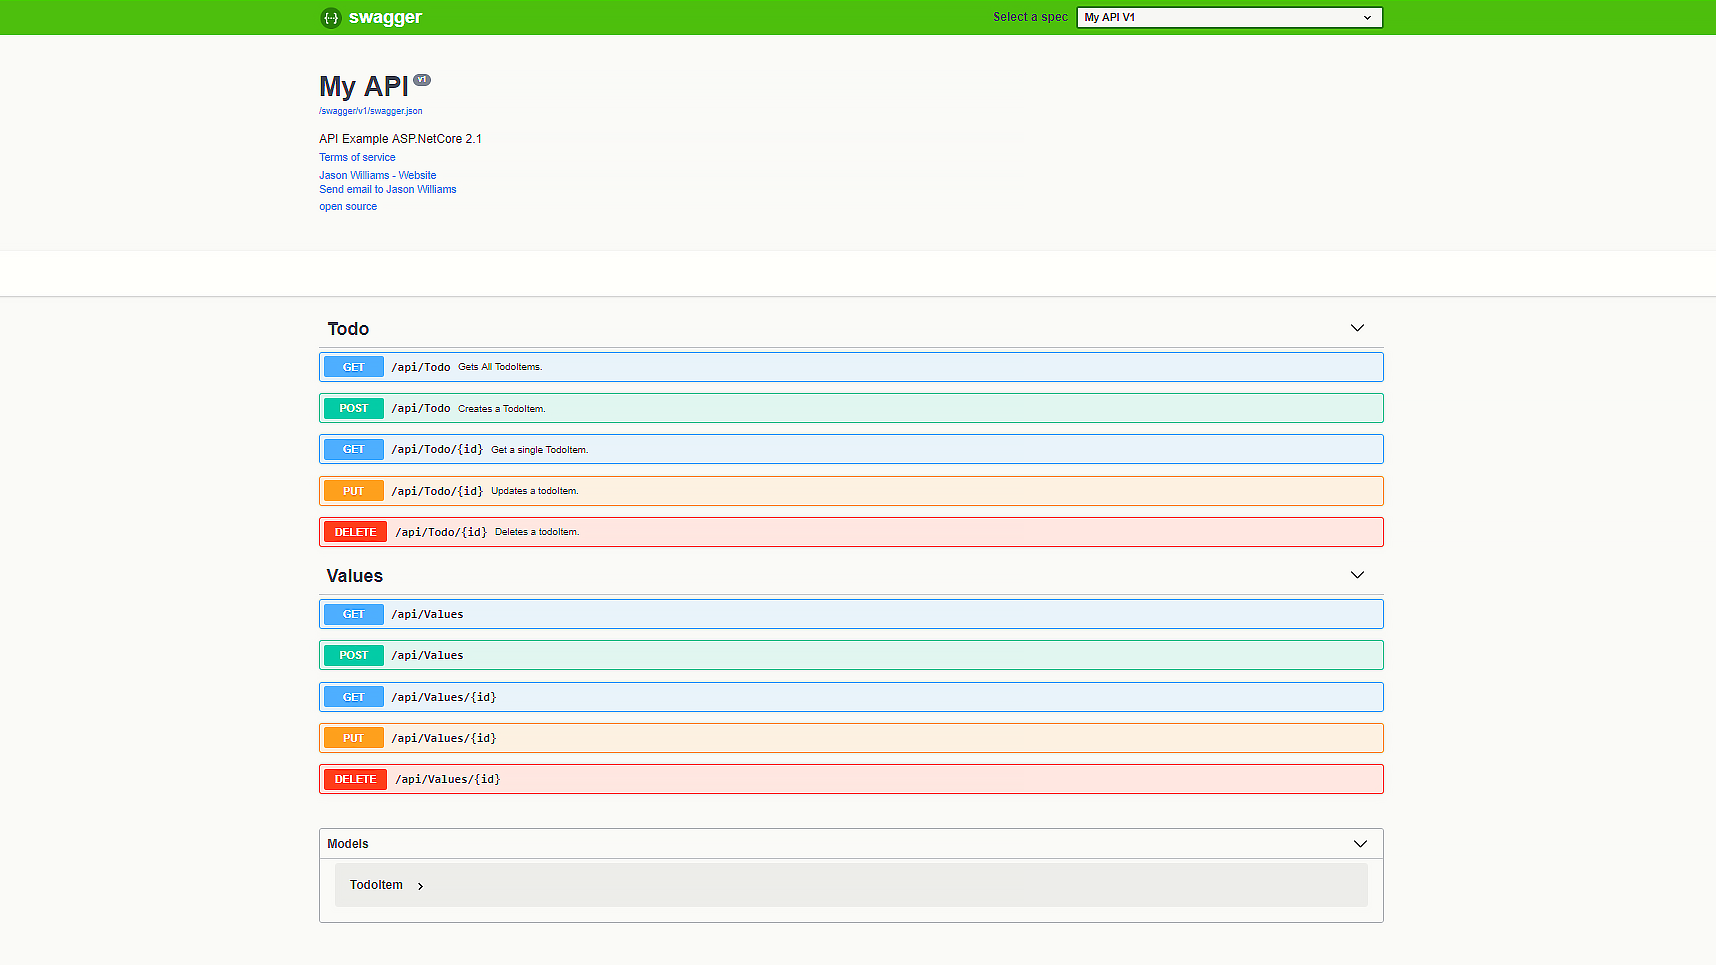 {···} swagger Select a spec My API V1
My API v1
/swagger/v1/swagger.json
API Example ASP.NetCore 2.1
Terms of service
Jason Williams - Website
Send email to Jason Williams
open source
Todo
GET /api/Todo Gets All TodoItems.
POST /api/Todo Creates a TodoItem.
GET /api/Todo/{id} Get a single TodoItem.
PUT /api/Todo/{id} Updates a todoItem.
DELETE /api/Todo/{id} Deletes a todoItem.
Values
GET /api/Values
POST /api/Values
GET /api/Values/{id}
PUT /api/Values/{id}
DELETE /api/Values/{id}
Models
TodoItem